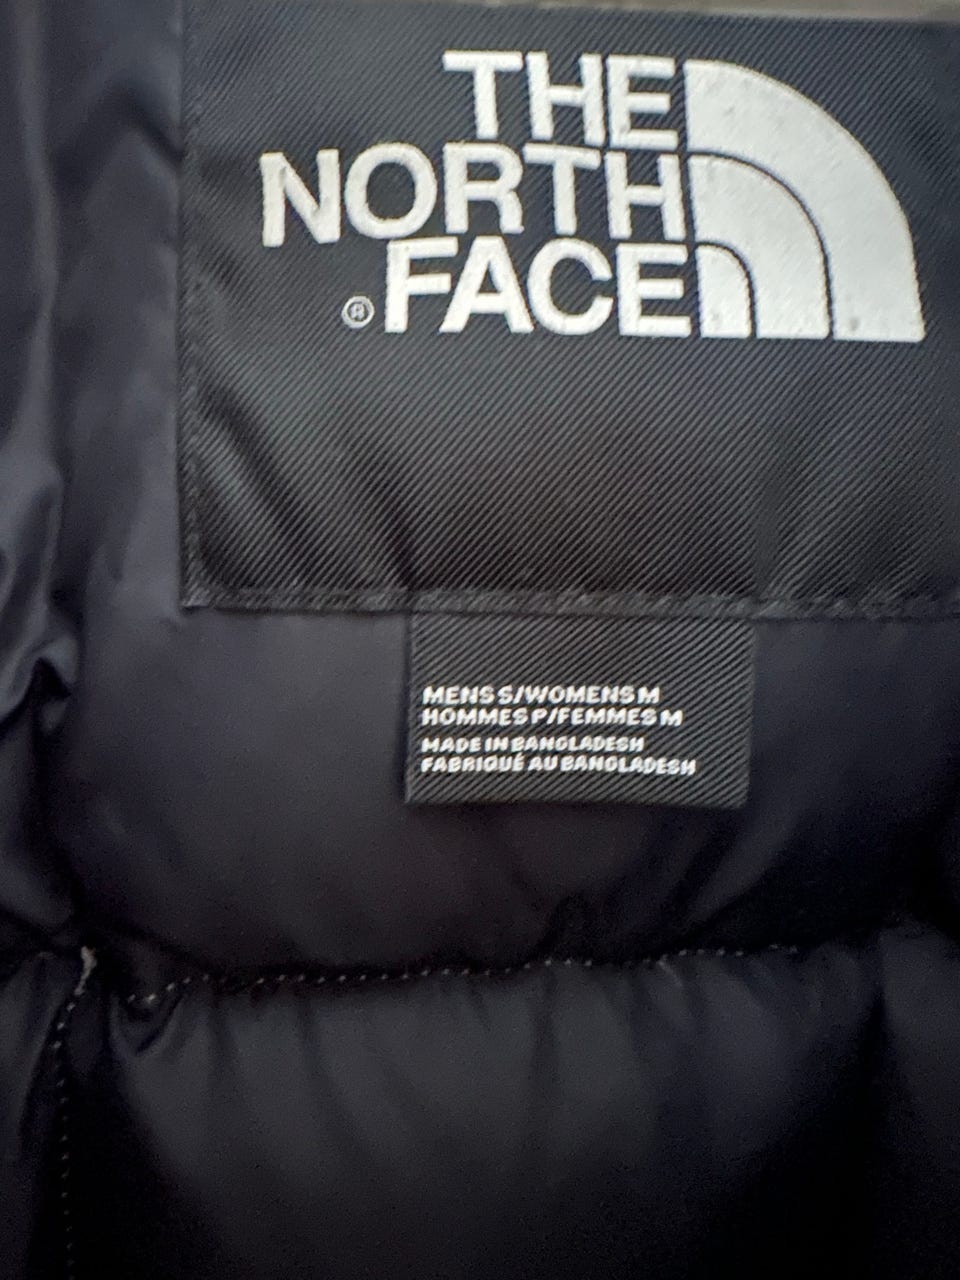 THE
NORTH
FACE
®
MENS S/WOMENS M
HOMMES P/FEMMES M
MADE IN BANGLADESH
FABRIQUÉ AU BANGLADESH